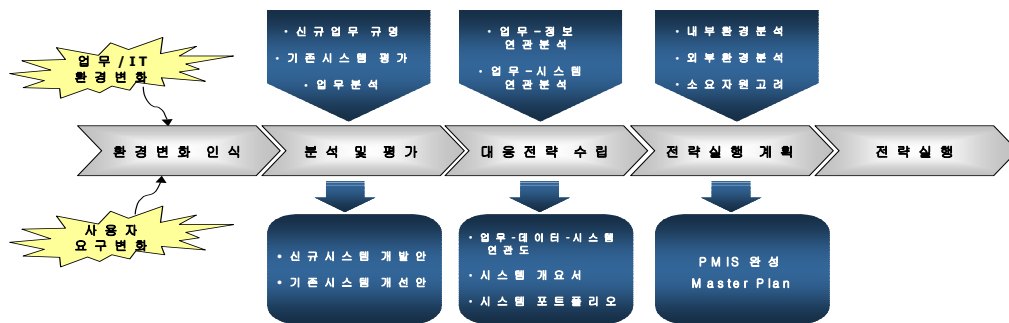 업무/IT
환경변화
사용자
요구변화
• 신규업무 규명
• 기존시스템 평가
• 업무분석
• 업무-정보
연관분석
• 업무-시스템
연관분석
• 내부환경분석
• 외부환경분석
• 소요자원고려
환경변화 인식
분석 및 평가
대응전략 수립
전략실행 계획
전략실행
• 신규시스템 개발안
• 기존시스템 개선안
• 업무-데이터-시스템
연관도
• 시스템 개요서
• 시스템 포트폴리오
PMIS 완성
Master Plan